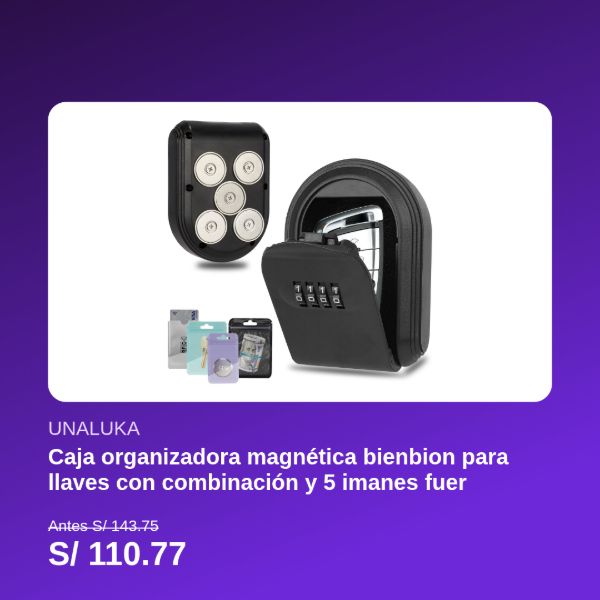 UNALUKA
Caja organizadora magnética bienbion para
llaves con combinación y 5 imanes fuer
Antes S/ 143.75
S/ 110.77